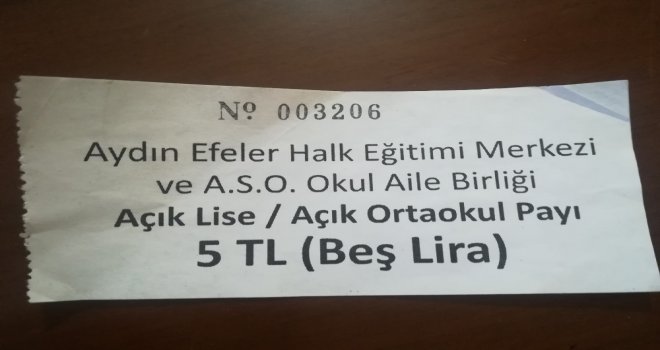 Nº 003206
Aydın Efeler Halk Eğitimi Merkezi
ve A.S.O. Okul Aile Birliği
Açık Lise / Açık Ortaokul Payı
5 TL (Beş Lira)